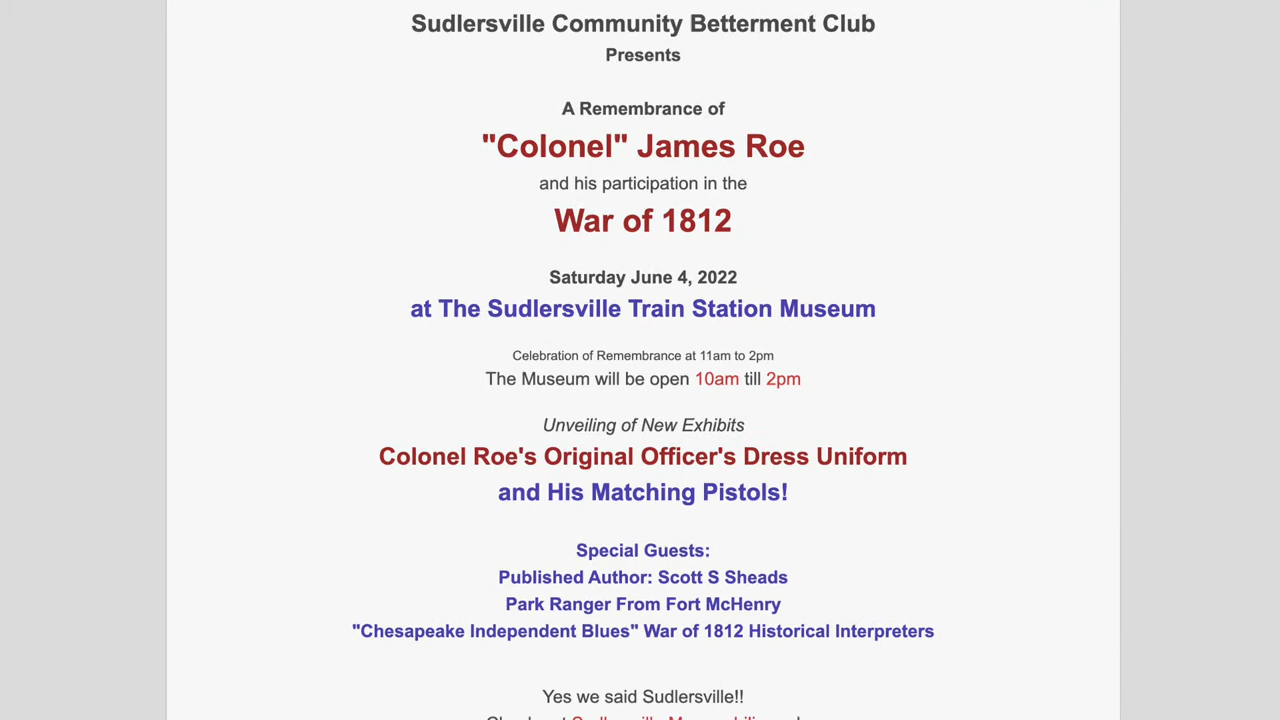 Sudlersville Community Betterment Club
Presents
A Remembrance of
"Colonel" James Roe
and his participation in the
War of 1812
Saturday June 4, 2022
at The Sudlersville Train Station Museum
Celebration of Remembrance at 11am to 2pm
The Museum will be open 10am till 2pm
Unveiling of New Exhibits
Colonel Roe's Original Officer's Dress Uniform
and His Matching Pistols!
Special Guests:
Published Author: Scott S Sheads
Park Ranger From Fort McHenry
"Chesapeake Independent Blues" War of 1812 Historical Interpreters
Yes we said Sudlersville!!